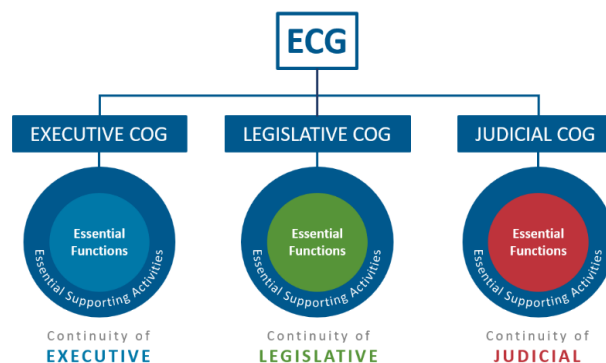 ECG
EXECUTIVE COG
LEGISLATIVE COG
JUDICIAL COG
Essential
Functions
Essential Supporting Activities
Essential
Functions
Essential Supporting Activities
Essential
Functions
Essential Supporting Activities
Continuity of
EXECUTIVE
Continuity of
LEGISLATIVE
Continuity of
JUDICIAL